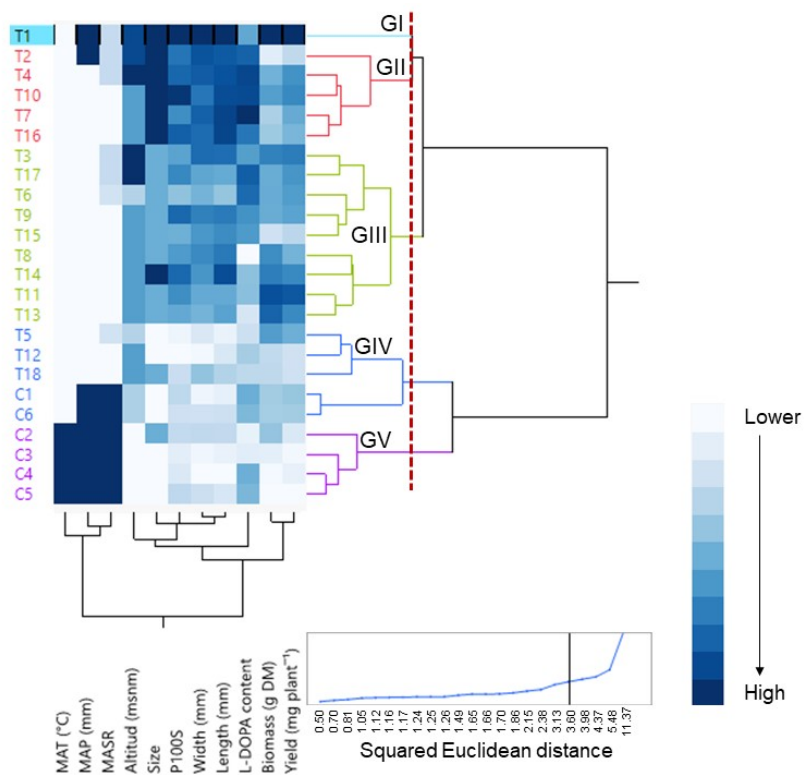 T1
T2
T4
T10
T7
T16
T3
T17
T6
T9
T15
T8
T14
T11
T13
T5
T12
T18
C1
C6
C2
C3
C4
C5
GI
GII
GIII
GIV
GV
Lower
High
MAT (°C)
MAP (mm)
MASR
Altitud (msnm)
Size
P100S
Width (mm)
Length (mm)
L-DOPA content
Biomass (g DM)
Yield (mg plant⁻¹)
0.50
0.70
0.81
1.05
1.12
1.16
1.17
1.24
1.25
1.26
1.49
1.65
1.66
1.70
1.86
2.15
2.38
3.13
3.60
3.98
4.37
5.48
11.37
Squared Euclidean distance